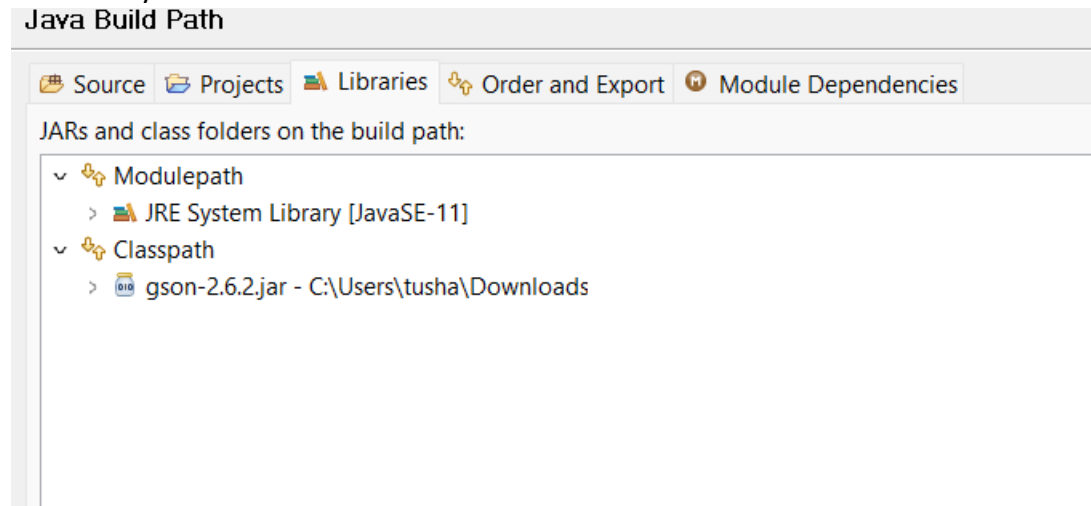 Java Build Path
Source Projects Libraries Order and Export Module Dependencies
JARs and class folders on the build path:
Modulepath
JRE System Library [JavaSE-11]
Classpath
gson-2.6.2.jar - C:\Users\tusha\Downloads